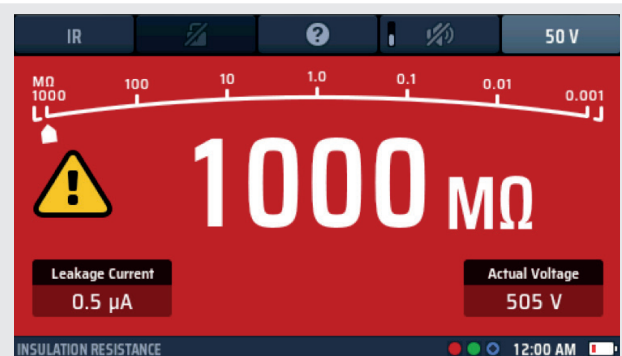 IR ? 50 V
MΩ
1000 100 10 1.0 0.1 0.01 0.001
!
1000 MΩ
Leakage Current Actual Voltage
0.5 µA 505 V
INSULATION RESISTANCE 12:00 AM